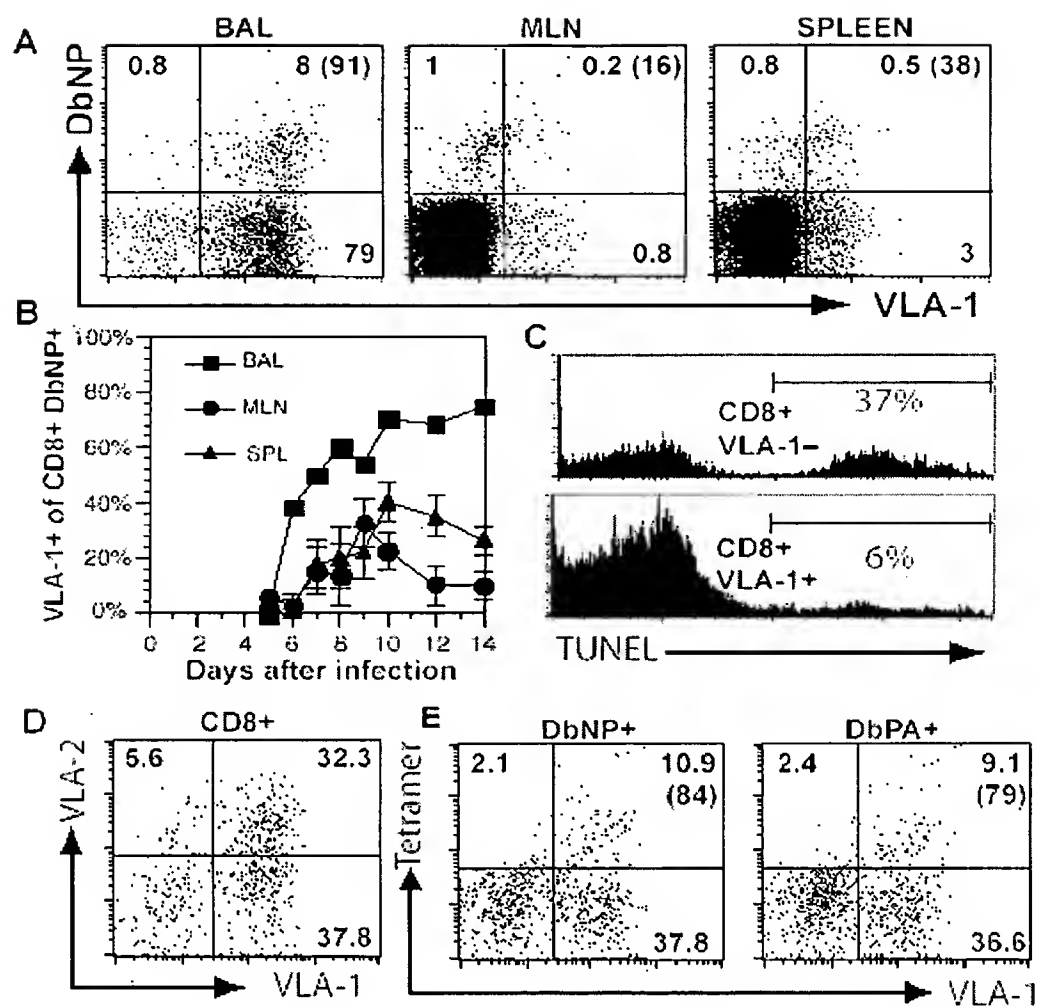 A
BAL
MLN
SPLEEN
DbNP
0.8
8 (91)
79
1
0.2 (16)
0.8
0.8
0.5 (38)
3
VLA-1
B
VLA-1+ of CD8+ DbNP+
100%
80%
60%
40%
20%
0%
BAL
MLN
SPL
0 2 4 6 8 10 12 14
Days after infection
C
CD8+
VLA-1–
37%
CD8+
VLA-1+
6%
TUNEL
D
CD8+
VLA-2
5.6
32.3
37.8
VLA-1
E
DbNP+
DbPA+
Tetramer
2.1
10.9
(84)
37.8
2.4
9.1
(79)
36.6
VLA-1